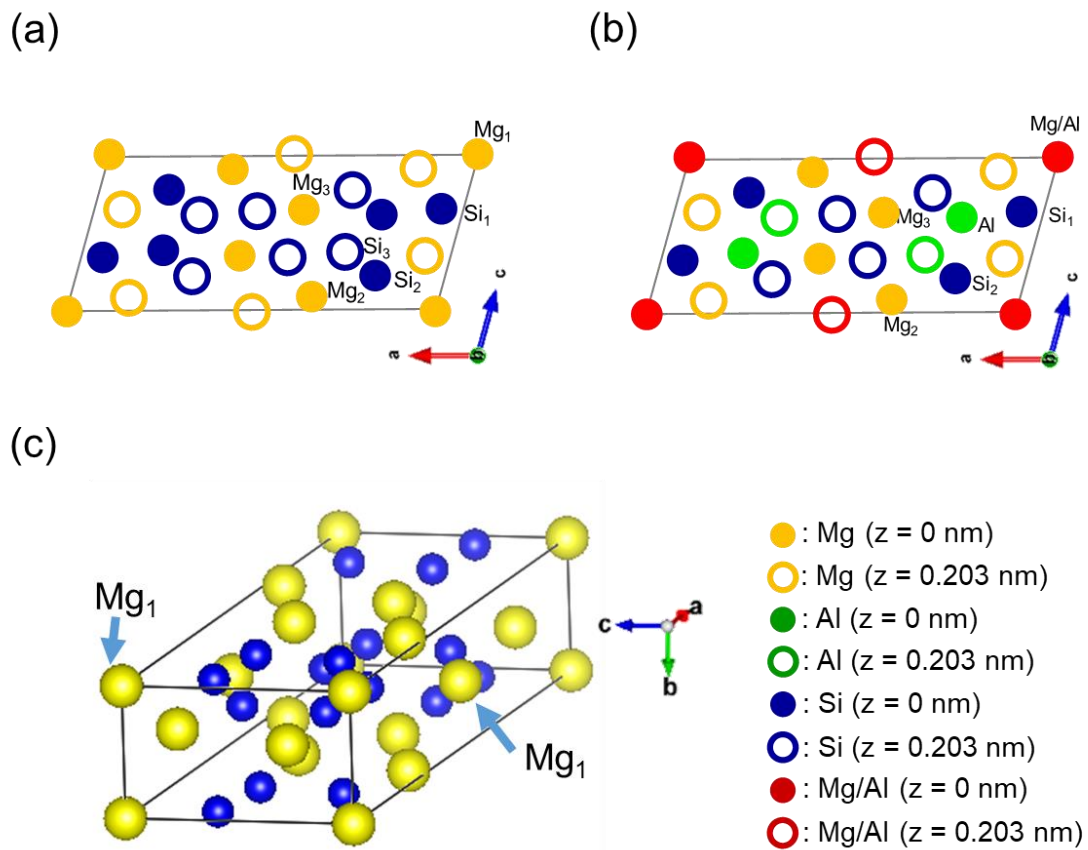 (a)
(b)
Mg₁
Mg₃
Si₁
Si₃
Si₂
Mg₂
c
a
b
Mg/Al
Mg₃
Al
Si₁
Si₂
Mg₂
c
a
b
(c)
Mg₁
Mg₁
c
a
b
: Mg (z = 0 nm)
: Mg (z = 0.203 nm)
: Al (z = 0 nm)
: Al (z = 0.203 nm)
: Si (z = 0 nm)
: Si (z = 0.203 nm)
: Mg/Al (z = 0 nm)
: Mg/Al (z = 0.203 nm)